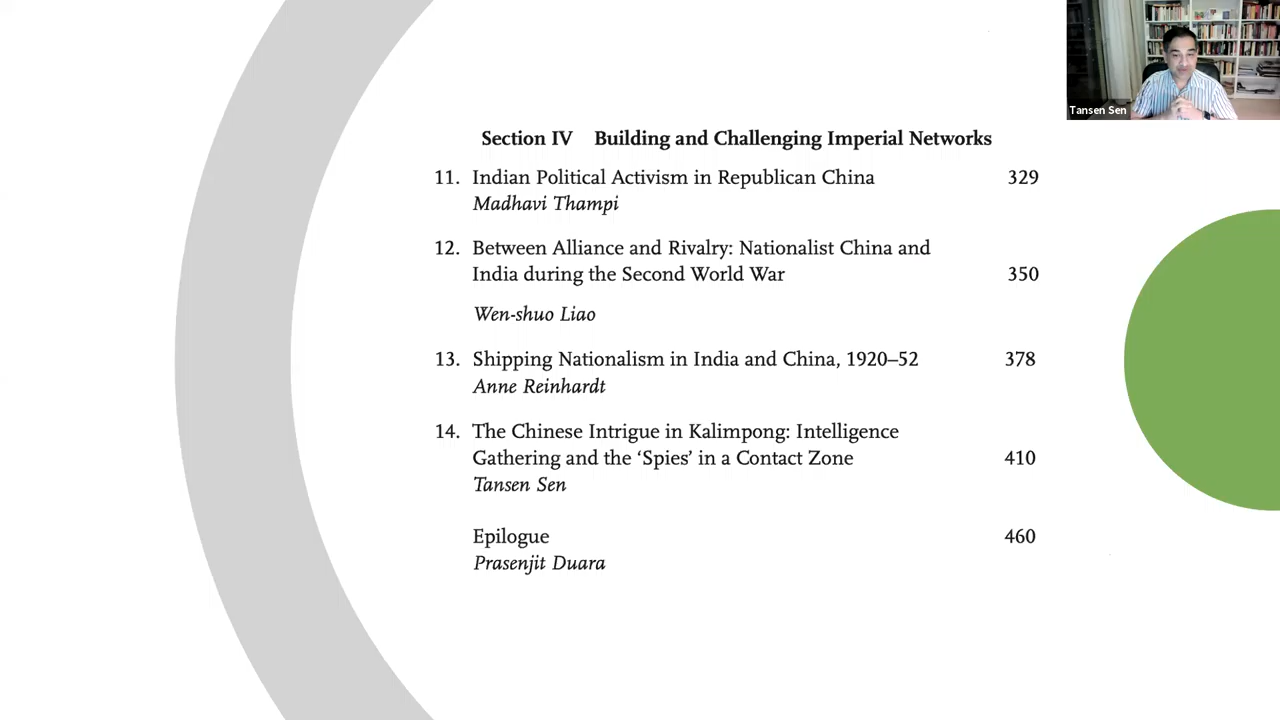 Tansen Sen
Section IV Building and Challenging Imperial Networks
11. Indian Political Activism in Republican China 329
Madhavi Thampi
12. Between Alliance and Rivalry: Nationalist China and
India during the Second World War 350
Wen-shuo Liao
13. Shipping Nationalism in India and China, 1920–52 378
Anne Reinhardt
14. The Chinese Intrigue in Kalimpong: Intelligence
Gathering and the ‘Spies’ in a Contact Zone 410
Tansen Sen
Epilogue 460
Prasenjit Duara